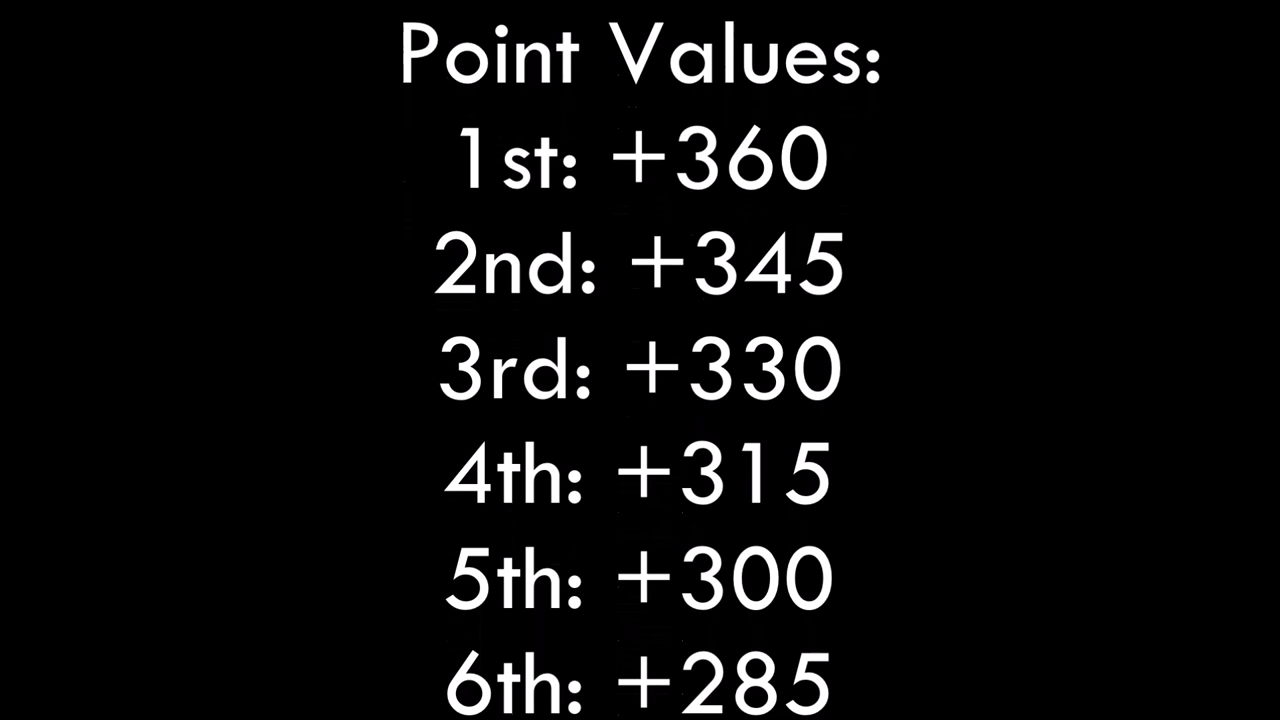 Point Values:
1st: +360
2nd: +345
3rd: +330
4th: +315
5th: +300
6th: +285